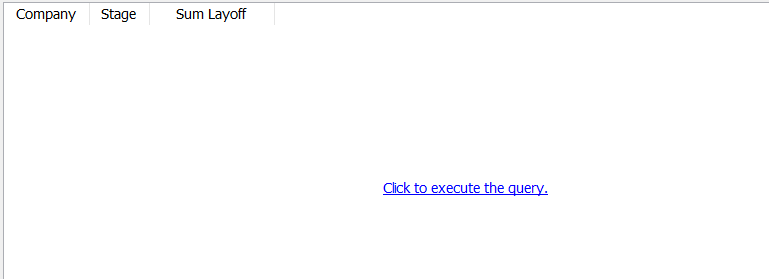 Company Stage Sum Layoff
Click to execute the query.